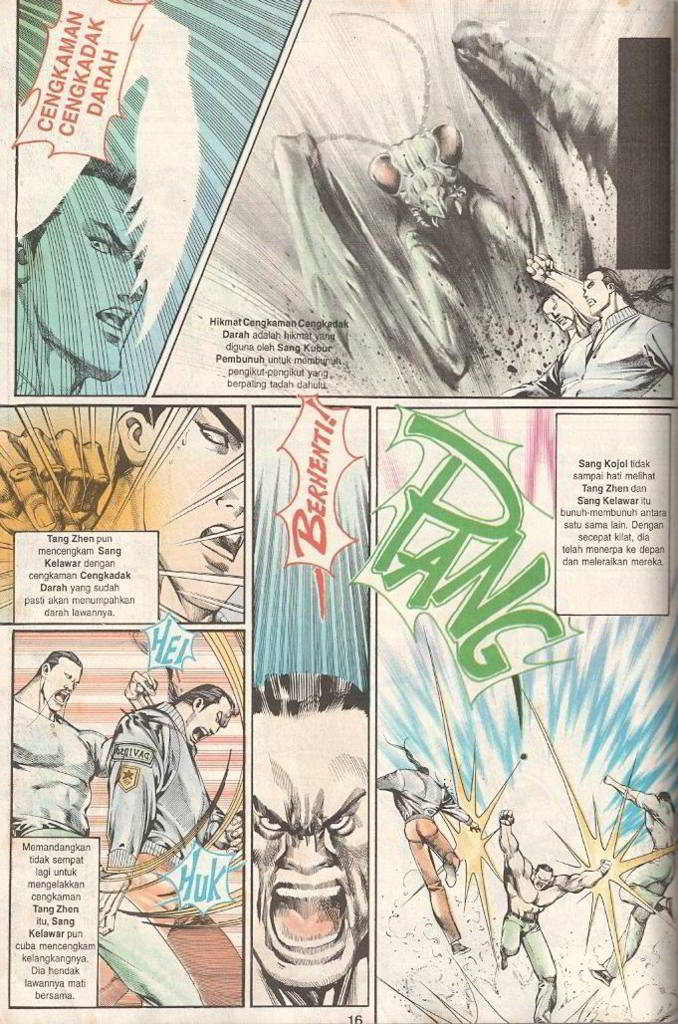 CENGKAMAN
CENGKADAK
DARAH
Hikmat Cengkaman Cengkadak
Darah adalah hikmat yang
diguna oleh Sang Kubur
Pembunuh untuk membunuh
pengikut-pengikut yang
berpaling tadah dahulu.
Tang Zhen pun
mencengkam Sang
Kelawar dengan
cengkaman Cengkadak
Darah yang sudah
pasti akan menumpahkan
darah lawannya.
BERHENTI!
PIANG
Sang Kojol tidak
sampai hati melihat
Tang Zhen dan
Sang Kelawar itu
bunuh-membunuh antara
satu sama lain. Dengan
secepat kilat, dia
telah menerpa ke depan
dan meleraikan mereka.
HEI
DAVIDS
HUK
Memandangkan
tidak sempat
lagi untuk
mengelakkan
cengkaman
Tang Zhen
itu, Sang
Kelawar pun
cuba mencengkam
kelangkangnya.
Dia hendak
lawannya mati
bersama.
16